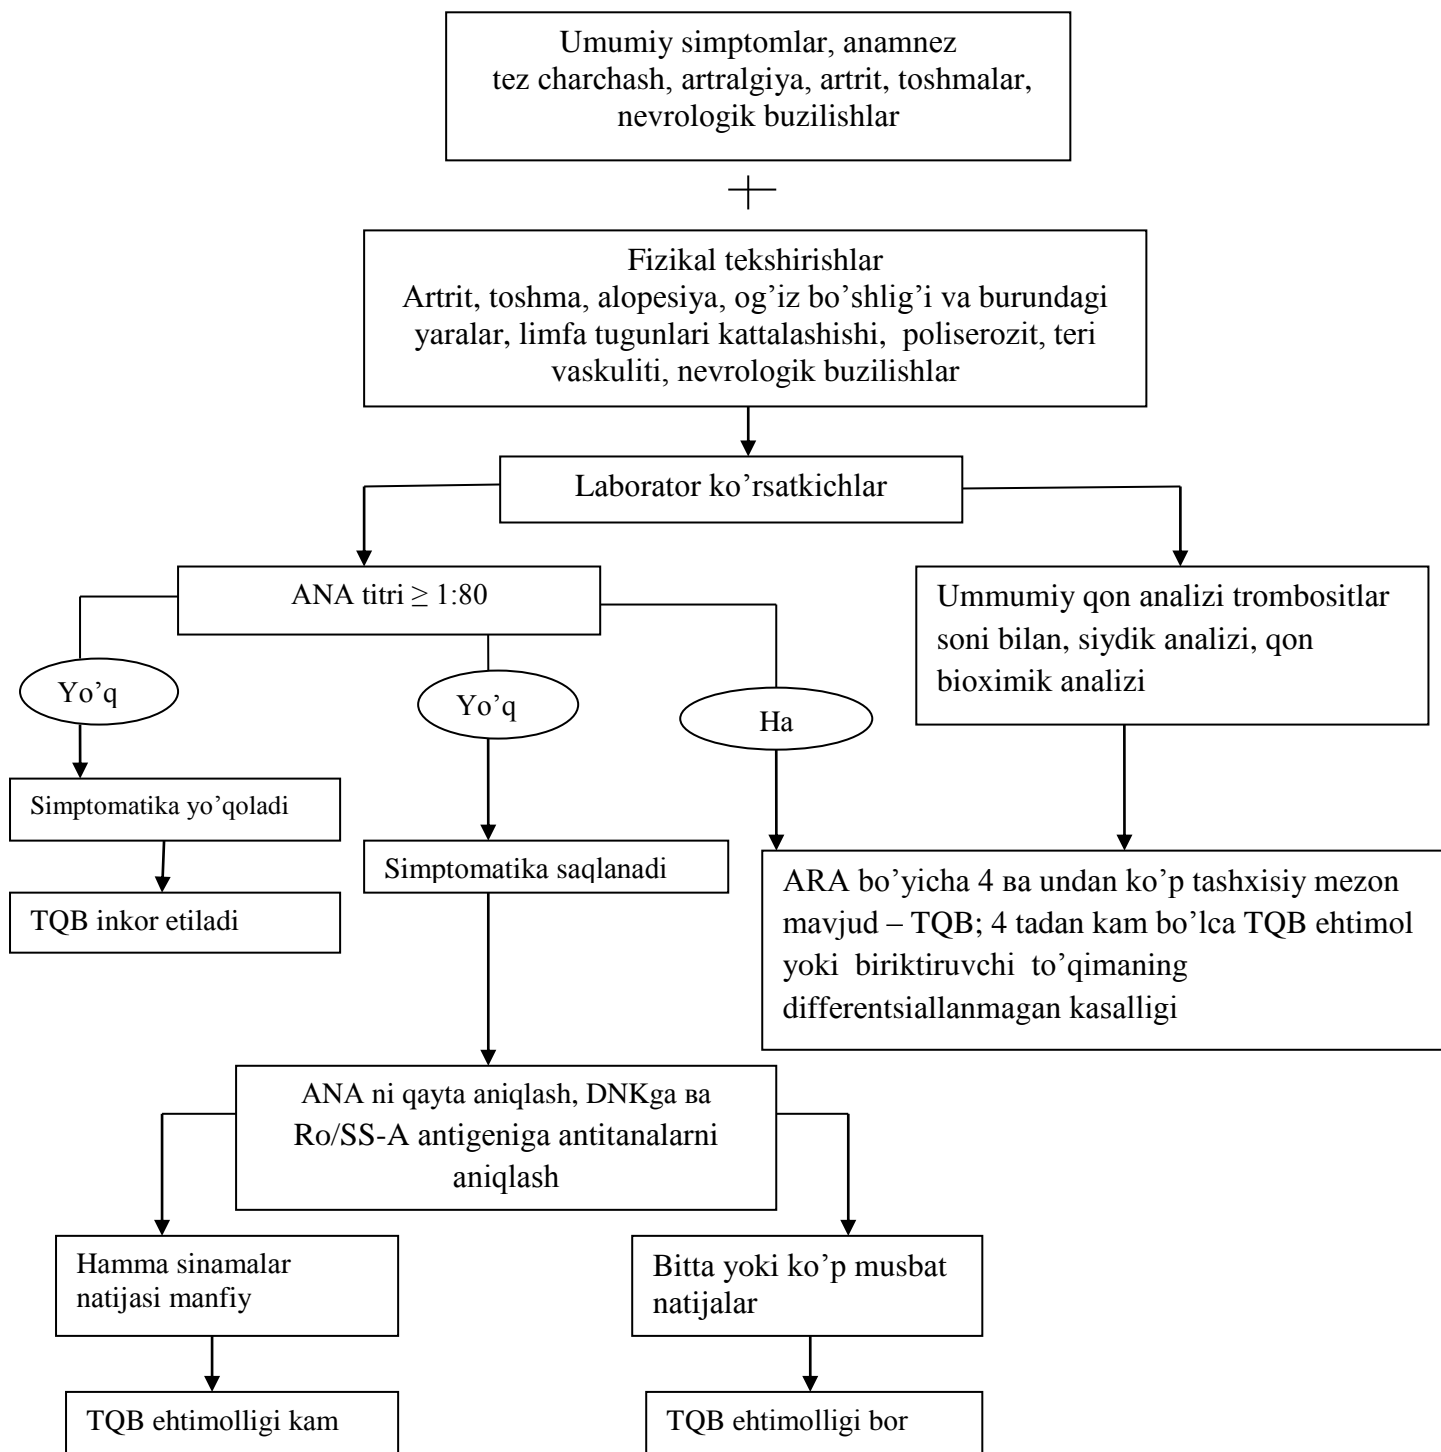 Umumiy simptomlar, anamnez
tez charchash, artralgiya, artrit, toshmalar,
nevrologik buzilishlar
Fizikal tekshirishlar
Artrit, toshma, alopesiya, og’iz bo’shlig’i va burundagi
yaralar, limfa tugunlari kattalashishi, poliserozit, teri
vaskuliti, nevrologik buzilishlar
Laborator ko’rsatkichlar
ANA titri ≥ 1:80
Ummumiy qon analizi trombositlar
soni bilan, siydik analizi, qon
bioximik analizi
Yo’q
Yo’q
Ha
Simptomatika yo’qoladi
Simptomatika saqlanadi
TQB inkor etiladi
ARA bo’yicha 4 ва undan ko’p tashxisiy mezon
mavjud – TQB; 4 tadan kam bo’lca TQB ehtimol
yoki biriktiruvchi to’qimaning
differentsiallanmagan kasalligi
ANA ni qayta aniqlash, DNKga ва
Ro/SS-A antigeniga antitanalarni
aniqlash
Hamma sinamalar
natijasi manfiy
Bitta yoki ko’p musbat
natijalar
TQB ehtimolligi kam
TQB ehtimolligi bor